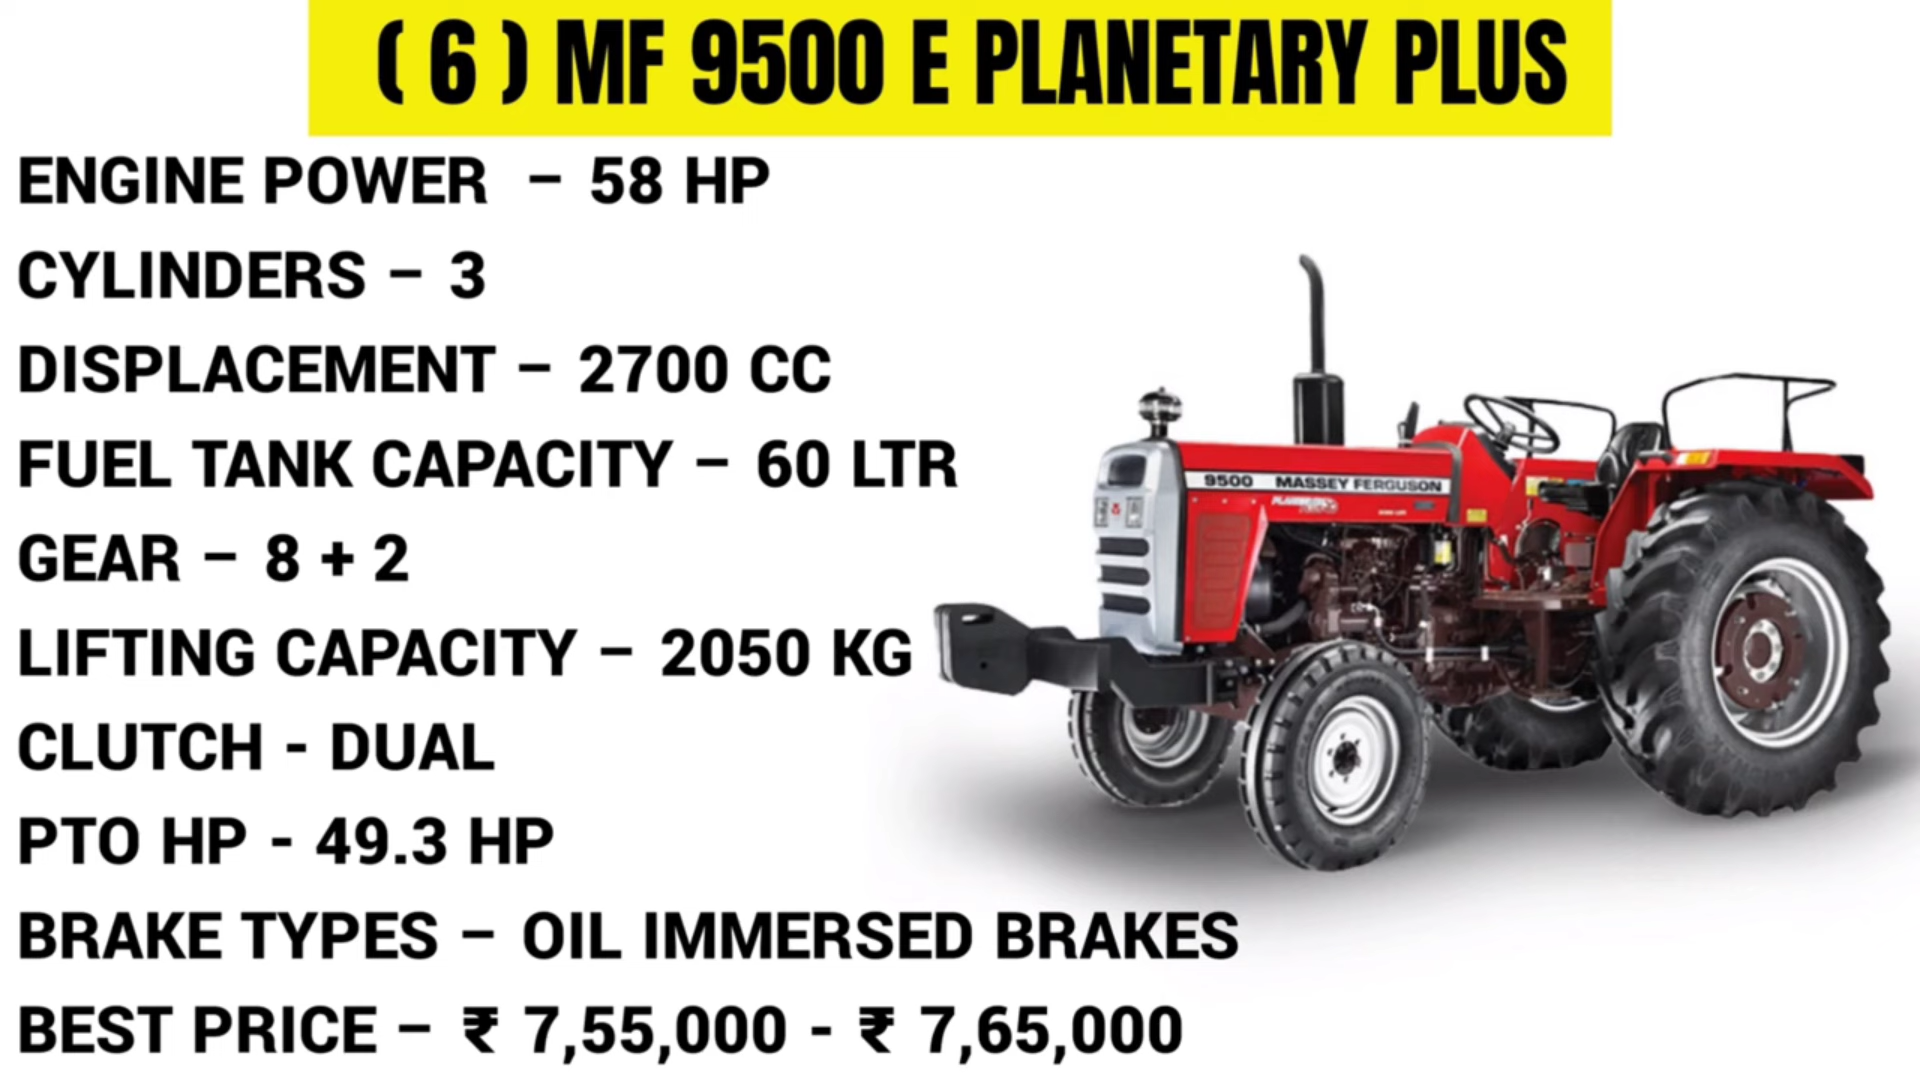 ( 6 ) MF 9500 E PLANETARY PLUS
ENGINE POWER – 58 HP
CYLINDERS – 3
DISPLACEMENT – 2700 CC
FUEL TANK CAPACITY – 60 LTR
GEAR – 8 + 2
LIFTING CAPACITY – 2050 KG
CLUTCH - DUAL
PTO HP - 49.3 HP
BRAKE TYPES – OIL IMMERSED BRAKES
BEST PRICE – ₹ 7,55,000 - ₹ 7,65,000
9500 MASSEY FERGUSON